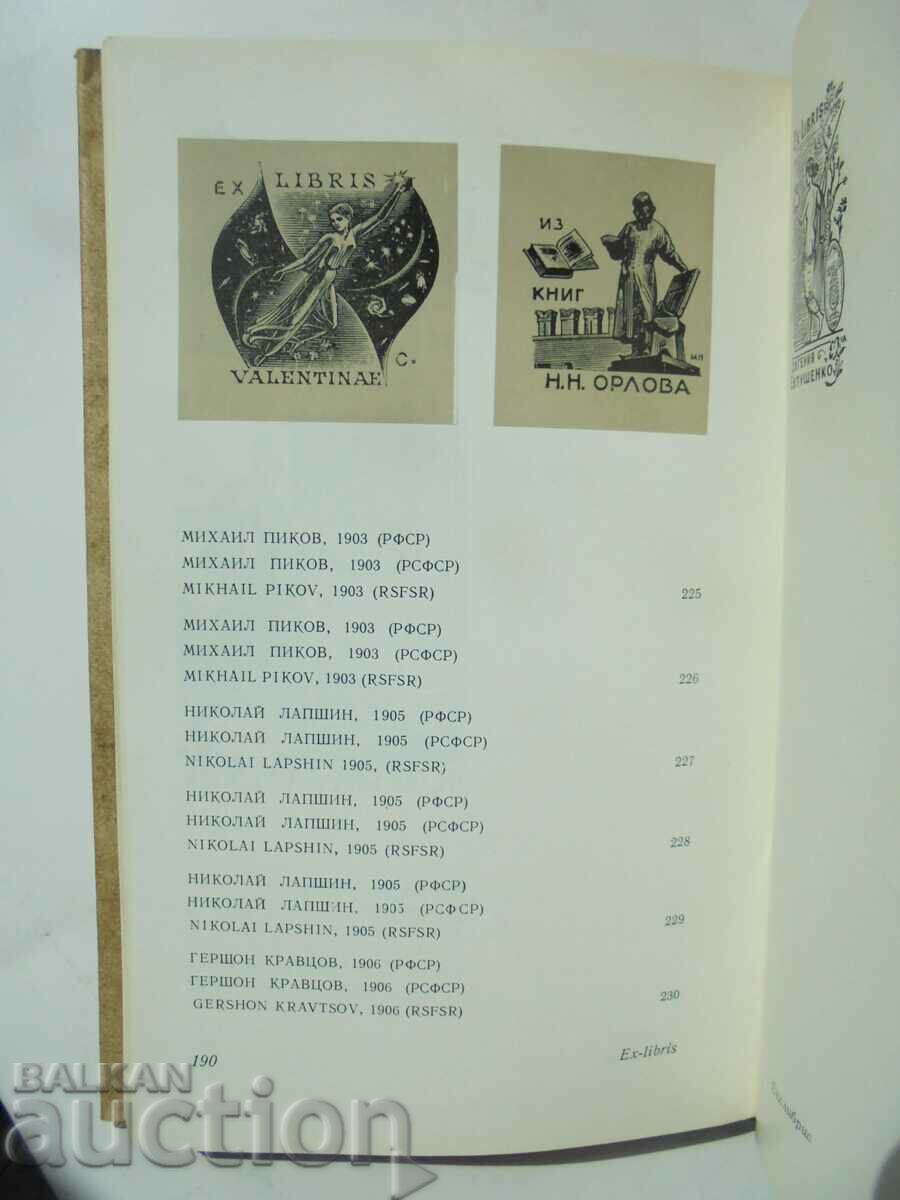 EX LIBRIS
VALENTINAE C.
ИЗ
КНИГ
МП
Н.Н. ОРЛОВА
МИХАИЛ ПИКОВ, 1903 (РФСР)
МИХАИЛ ПИКОВ, 1903 (РСФСР)
MIKHAIL PIKOV, 1903 (RSFSR) 225
МИХАИЛ ПИКОВ, 1903 (РФСР)
МИХАИЛ ПИКОВ, 1903 (РСФСР)
MIKHAIL PIKOV, 1903 (RSFSR) 226
НИКОЛАЙ ЛАПШИН, 1905 (РФСР)
НИКОЛАЙ ЛАПШИН, 1905 (РСФСР)
NIKOLAI LAPSHIN 1905, (RSFSR) 227
НИКОЛАЙ ЛАПШИН, 1905 (РФСР)
НИКОЛАЙ ЛАПШИН, 1905 (РСФСР)
NIKOLAI LAPSHIN, 1905 (RSFSR) 228
НИКОЛАЙ ЛАПШИН, 1905 (РФСР)
НИКОЛАЙ ЛАПШИН, 1905 (РСФСР)
NIKOLAI LAPSHIN, 1905 (RSFSR) 229
ГЕРШОН КРАВЦОВ, 1906 (РФСР)
ГЕРШОН КРАВЦОВ, 1906 (РСФСР)
GERSHON KRAVTSOV, 1906 (RSFSR) 230
190 Ex-libris
LIBRIS
Екслибрис
BALKAN
auction